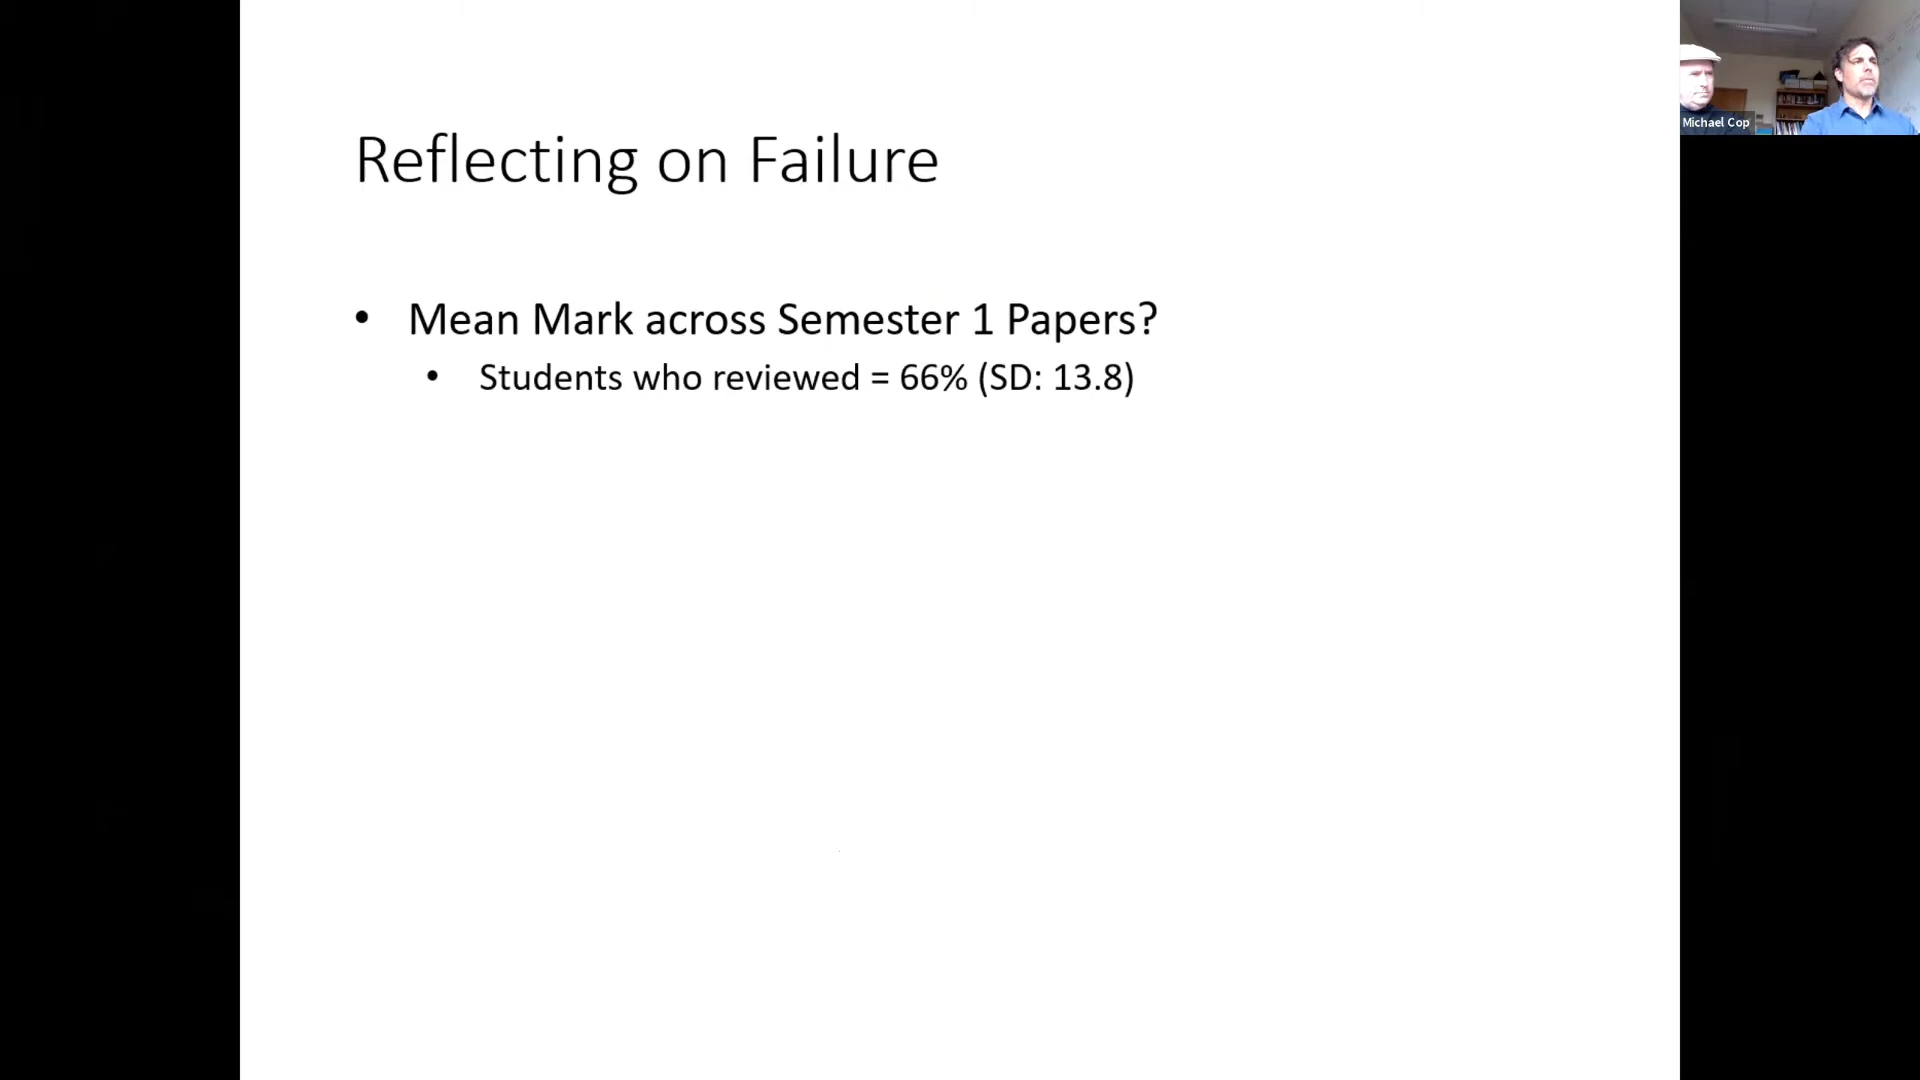 Reflecting on Failure
• Mean Mark across Semester 1 Papers?
• Students who reviewed = 66% (SD: 13.8)
Michael Cop